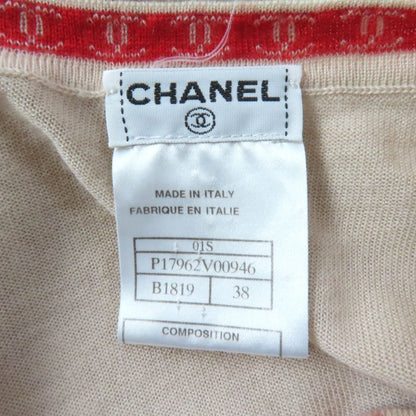 CHANEL
MADE IN ITALY
FABRIQUE EN ITALIE
01S
P17962V00946
B1819 38
COMPOSITION